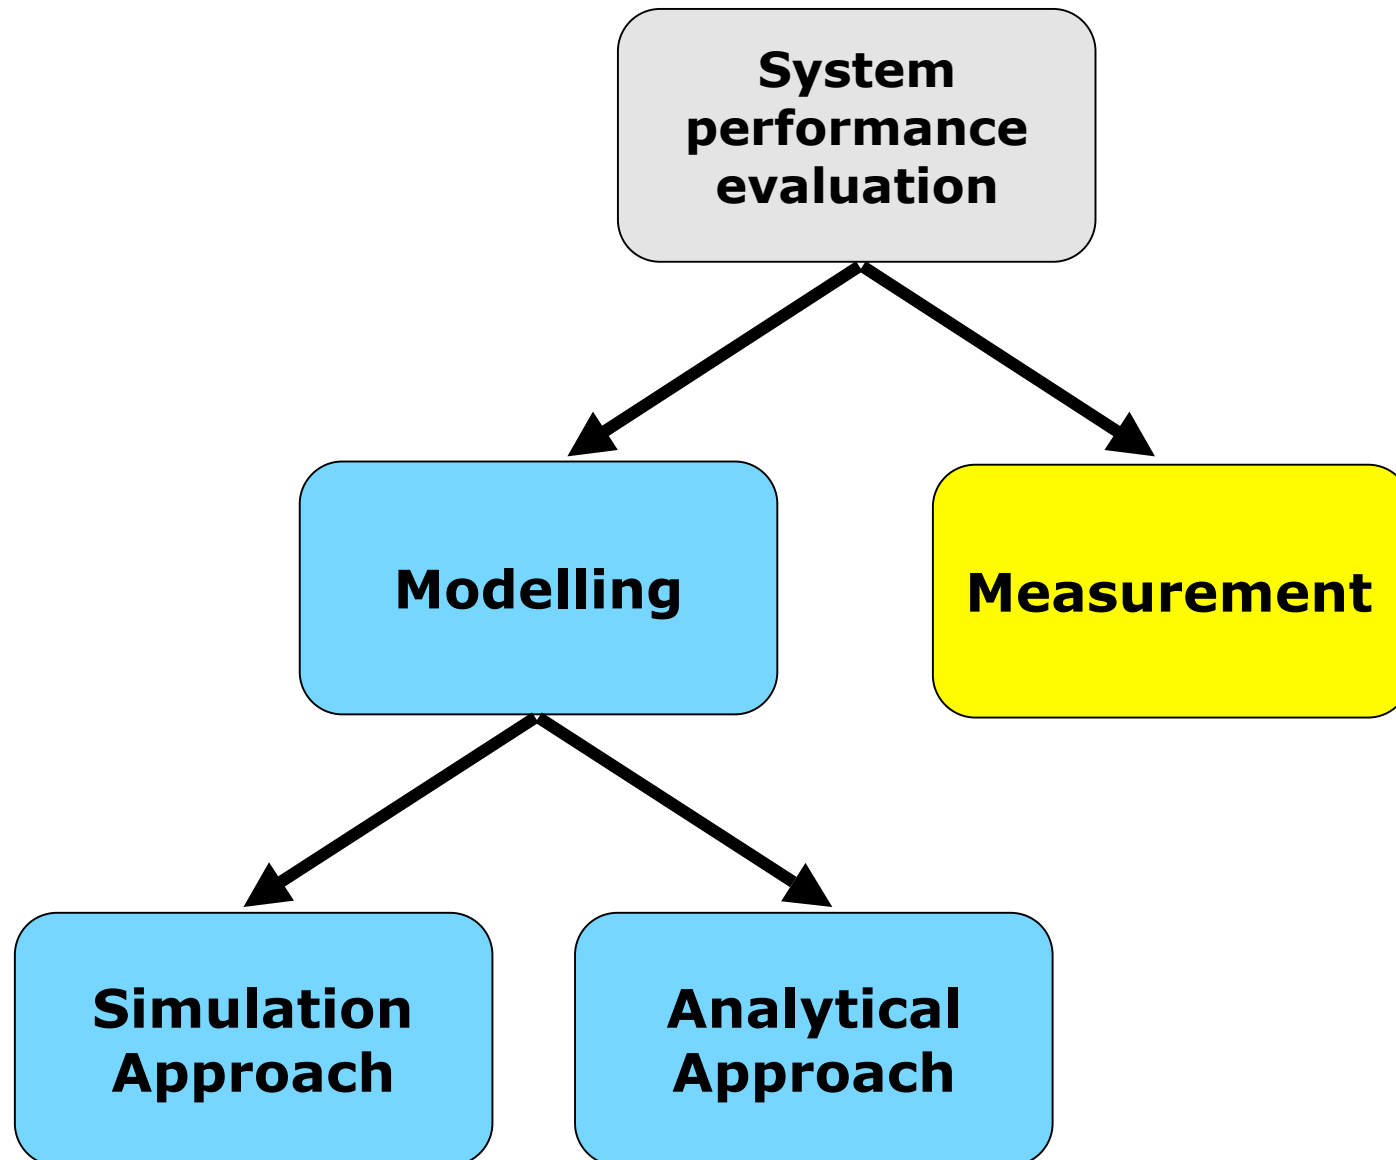 System
performance
evaluation
Modelling
Measurement
Simulation
Approach
Analytical
Approach